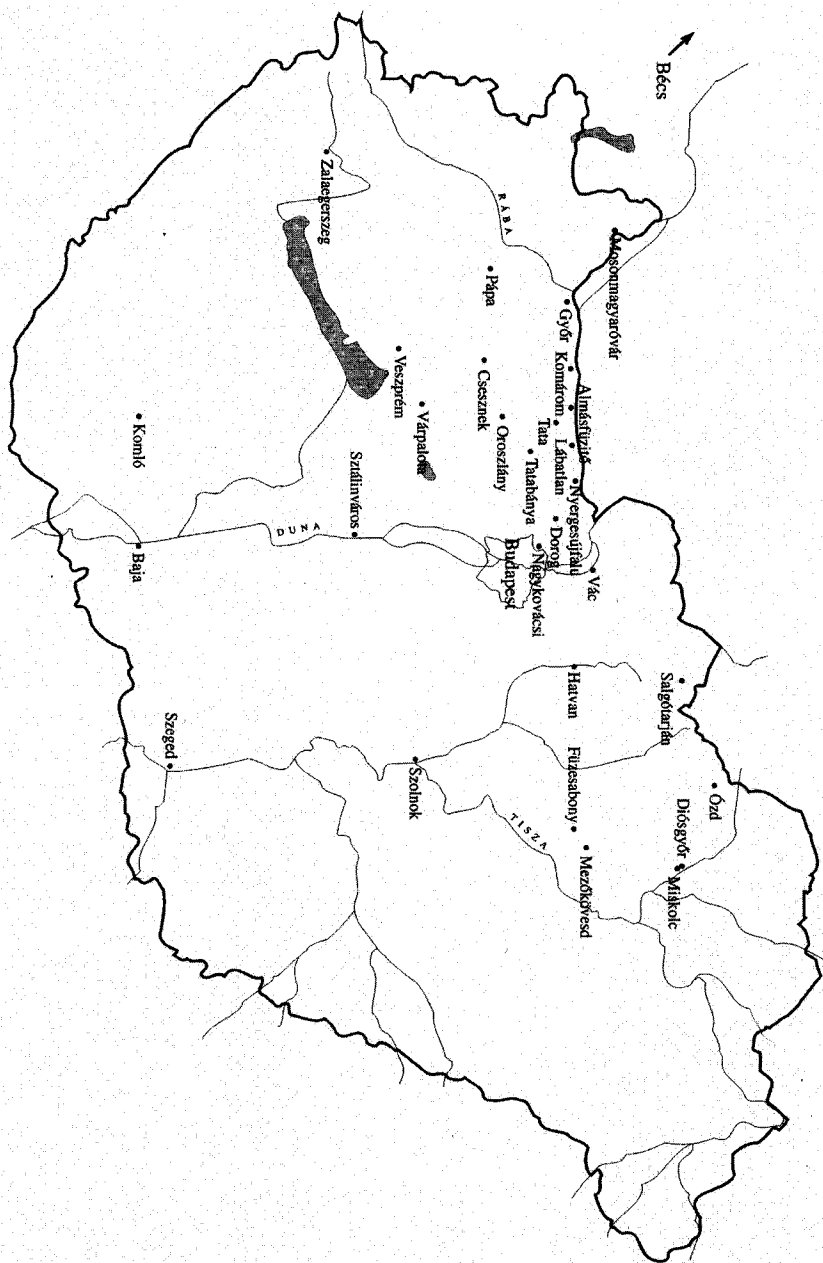 Bécs
Mosonmagyaróvár
RÁBA
Győr
Komárom
Almásfüzitő
Tata
Lábatlan
Nyergesújfalu
Dorog
Vác
Tatabánya
Nagykovácsi
Budapest
Pápa
Csesznek
Oroszlány
Zalaegerszeg
Veszprém
Várpalota
Sztálinváros
DUNA
Komló
Baja
Salgótarján
Ózd
Diósgyőr
Miskolc
Hatvan
Füzesabony
Mezőkövesd
TISZA
Szolnok
Szeged